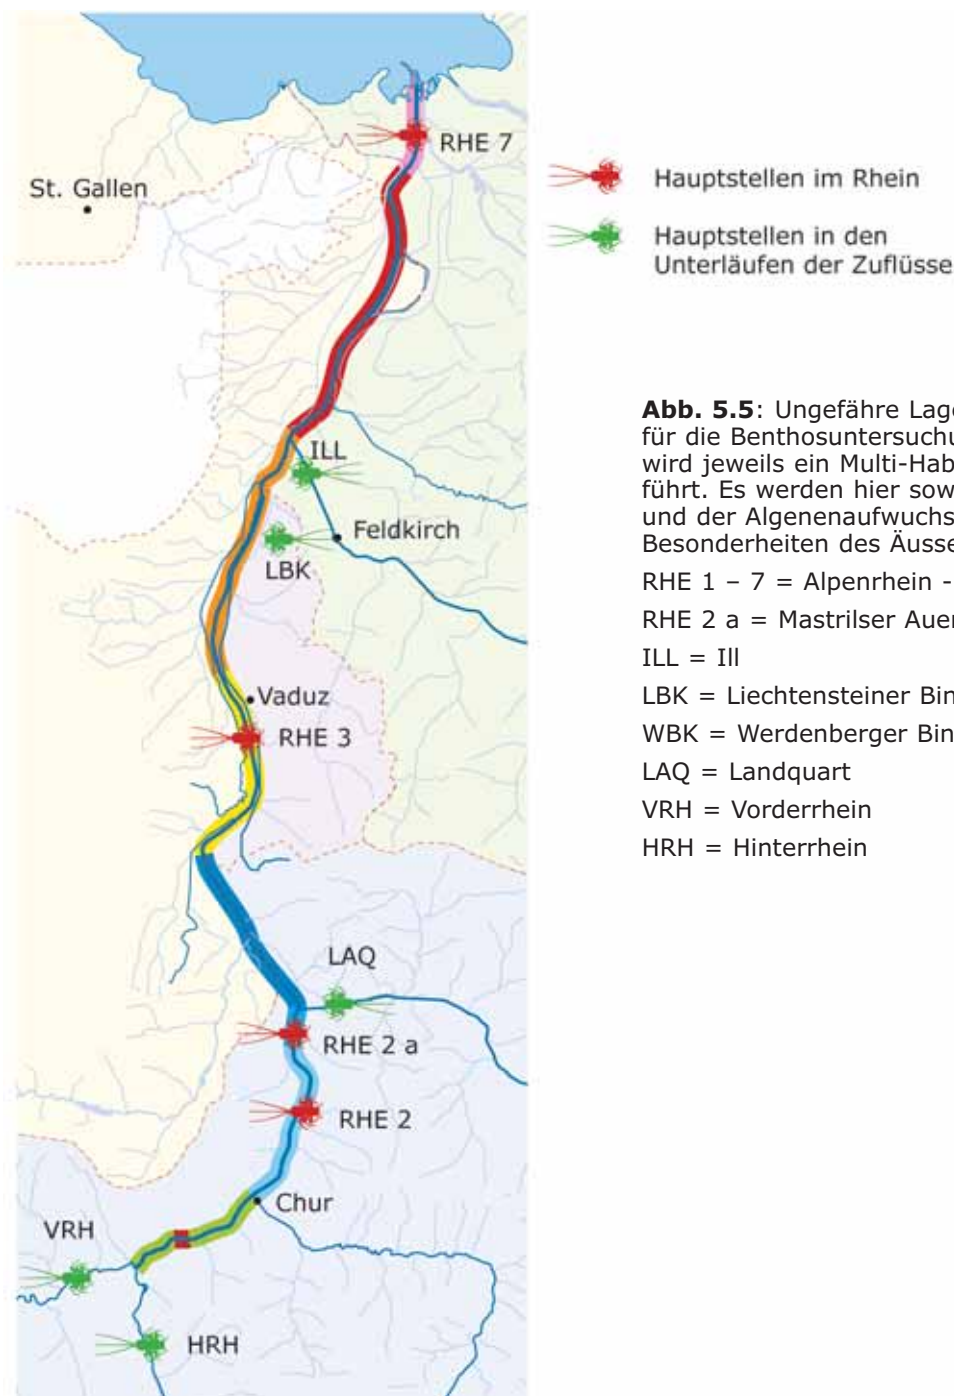 RHE 7
St. Gallen
ILL
Feldkirch
LBK
Vaduz
RHE 3
LAQ
RHE 2 a
RHE 2
Chur
VRH
HRH
Hauptstellen im Rhein
Hauptstellen in den
Unterläufen der Zuflüsse
Abb. 5.5: Ungefähre Lage
für die Benthosuntersuchu
wird jeweils ein Multi-Hab
führt. Es werden hier sow
und der Algenenaufwuchs
Besonderheiten des Äusse
RHE 1 – 7 = Alpenrhein -
RHE 2 a = Mastrilser Auen
ILL = Ill
LBK = Liechtensteiner Bin
WBK = Werdenberger Bin
LAQ = Landquart
VRH = Vorderrhein
HRH = Hinterrhein